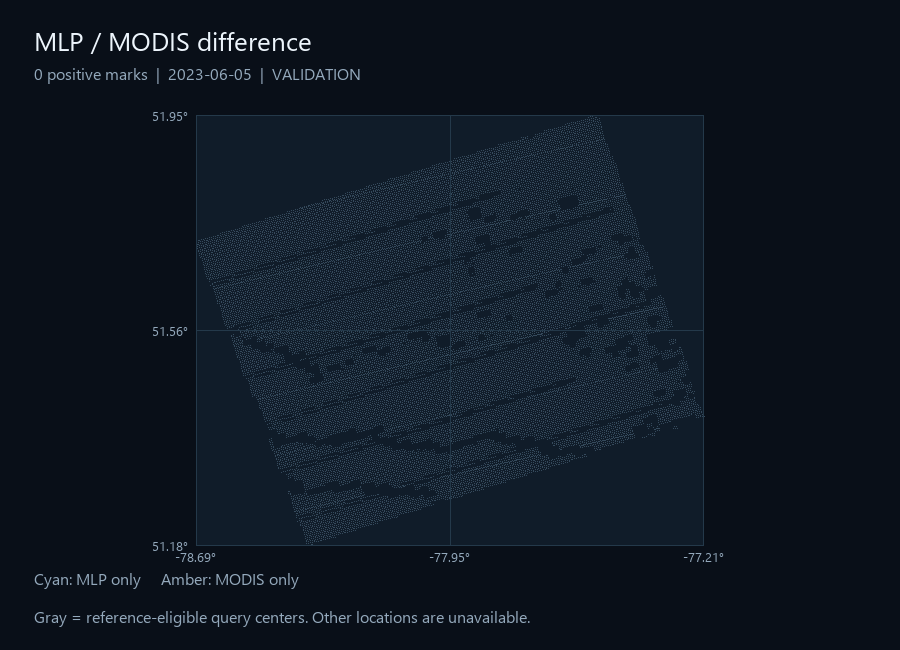 MLP / MODIS difference
0 positive marks | 2023-06-05 | VALIDATION
51.95°
51.56°
51.18°
-78.69° -77.95° -77.21°
Cyan: MLP only Amber: MODIS only
Gray = reference-eligible query centers. Other locations are unavailable.